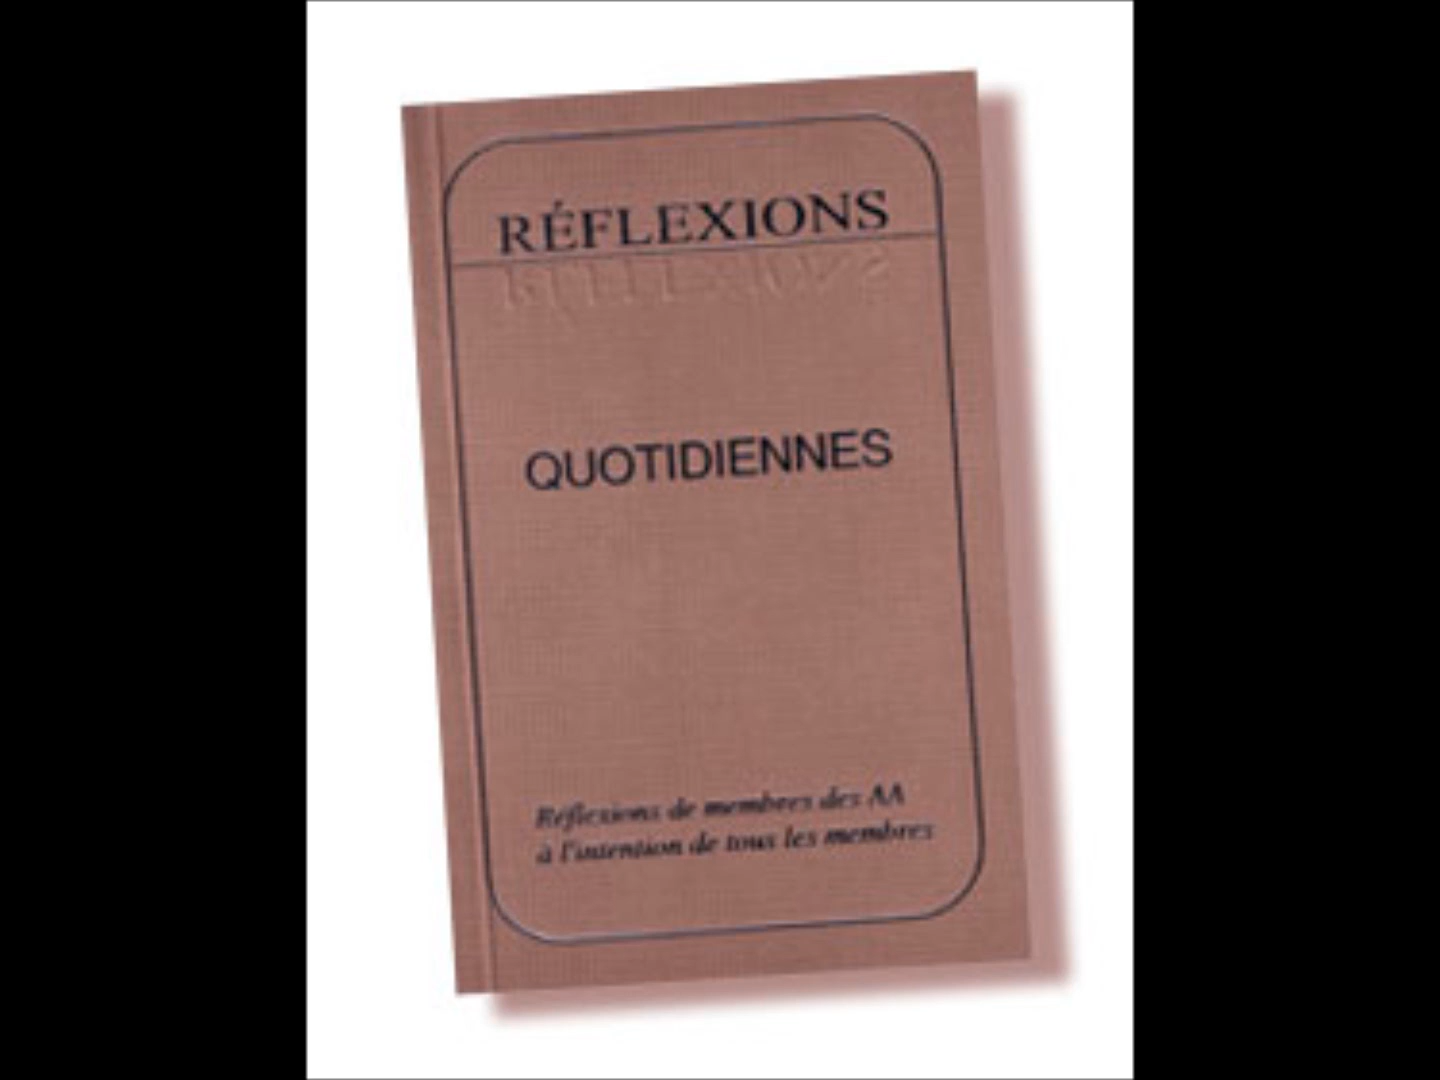 RÉFLEXIONS
QUOTIDIENNES
Réflexions de membres des AA
à l'intention de tous les membres